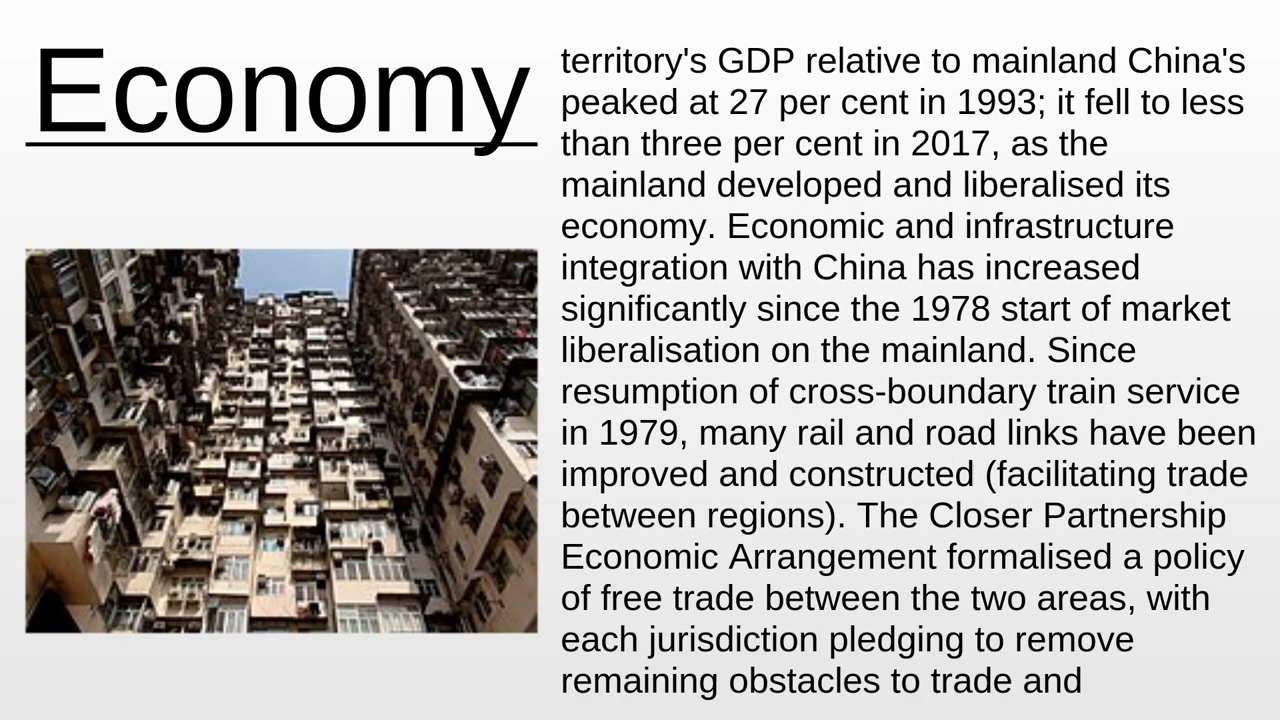 Economy
territory's GDP relative to mainland China's
peaked at 27 per cent in 1993; it fell to less
than three per cent in 2017, as the
mainland developed and liberalised its
economy. Economic and infrastructure
integration with China has increased
significantly since the 1978 start of market
liberalisation on the mainland. Since
resumption of cross-boundary train service
in 1979, many rail and road links have been
improved and constructed (facilitating trade
between regions). The Closer Partnership
Economic Arrangement formalised a policy
of free trade between the two areas, with
each jurisdiction pledging to remove
remaining obstacles to trade and